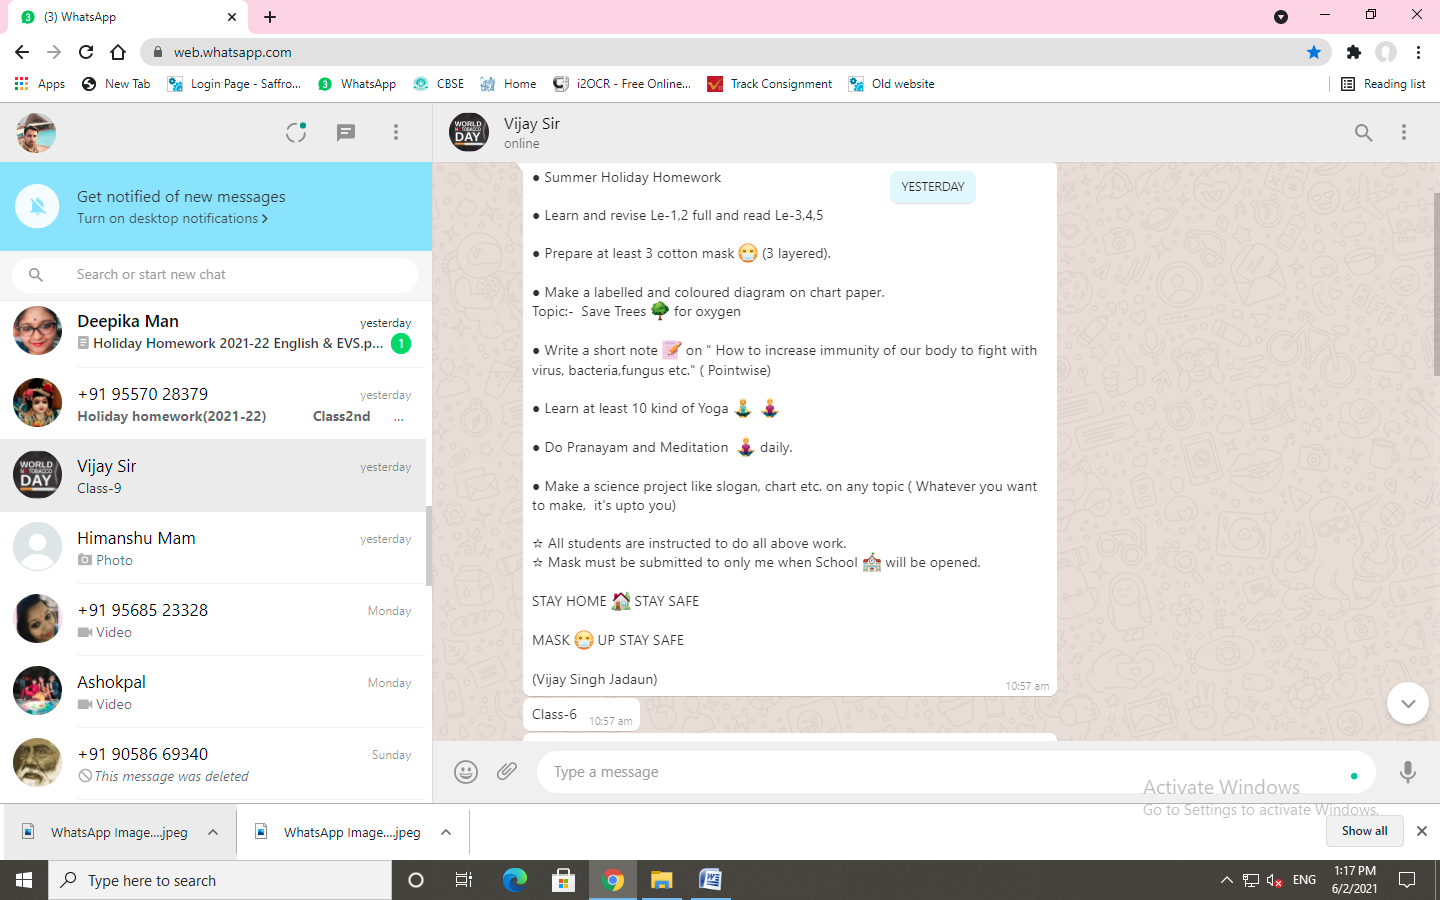 (3) WhatsApp
web.whatsapp.com
Apps New Tab Login Page - Saffro... WhatsApp CBSE Home i2OCR - Free Online... Track Consignment Old website Reading list
Vijay Sir
online
Get notified of new messages
Turn on desktop notifications >
Search or start new chat
Deepika Man yesterday
Holiday Homework 2021-22 English & EVS.p... 1
+91 95570 28379 yesterday
Holiday homework(2021-22) Class2nd ...
Vijay Sir yesterday
Class-9
Himanshu Mam yesterday
Photo
+91 95685 23328 Monday
Video
Ashokpal Monday
Video
+91 90586 69340 Sunday
This message was deleted
YESTERDAY
● Summer Holiday Homework
● Learn and revise Le-1,2 full and read Le-3,4,5
● Prepare at least 3 cotton mask 😷 (3 layered).
● Make a labelled and coloured diagram on chart paper.
Topic:- Save Trees 🌳 for oxygen
● Write a short note 📝 on " How to increase immunity of our body to fight with
virus, bacteria,fungus etc." ( Pointwise)
● Learn at least 10 kind of Yoga 🧘 🧘
● Do Pranayam and Meditation 🧘 daily.
● Make a science project like slogan, chart etc. on any topic ( Whatever you want
to make, it's upto you)
☆ All students are instructed to do all above work.
☆ Mask must be submitted to only me when School 🏫 will be opened.
STAY HOME 🏡 STAY SAFE
MASK 😷 UP STAY SAFE
(Vijay Singh Jadaun)
10:57 am
Class-6 10:57 am
Type a message
Activate Windows
Go to Settings to activate Windows.
WhatsApp Image....jpeg WhatsApp Image....jpeg Show all
Type here to search
ENG
1:17 PM
6/2/2021
WORLD
NO TOBACCO
DAY
WORLD
NO TOBACCO
DAY